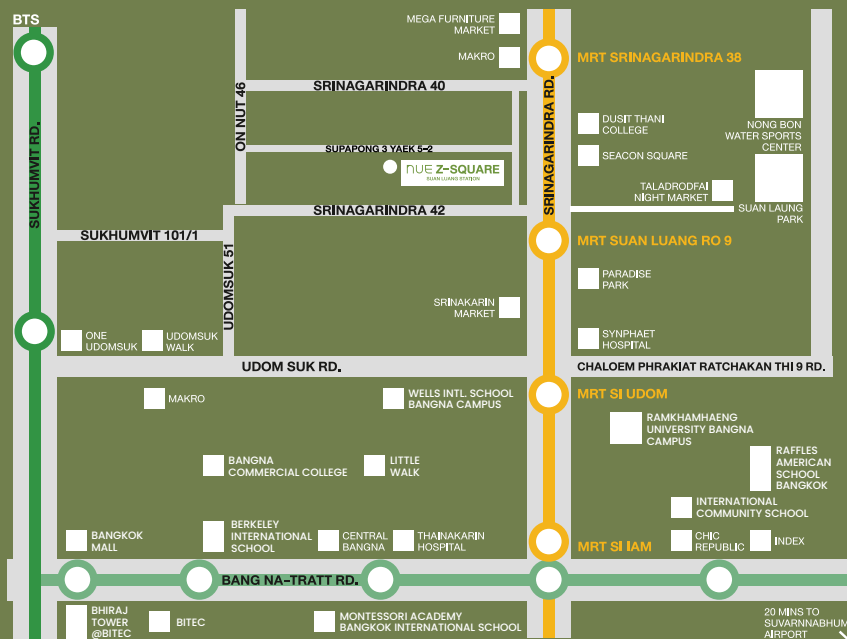 BTS
SUKHUMVIT RD.
MEGA FURNITURE
MARKET
MAKRO
MRT SRINAGARINDRA 38
ON NUT 46
SRINAGARINDRA 40
SRINAGARINDRA RD.
DUSIT THANI
COLLEGE
NONG BON
WATER SPORTS
CENTER
SUPAPONG 3 YAEK 5-2
SEACON SQUARE
nue Z-SQUARE
SUAN LUANG STATION
TALADRODFAI
NIGHT MARKET
SUAN LAUNG
PARK
SRINAGARINDRA 42
SUKHUMVIT 101/1
UDOMSUK 51
MRT SUAN LUANG RO 9
PARADISE
PARK
SRINAKARIN
MARKET
ONE
UDOMSUK
UDOMSUK
WALK
SYNPHAET
HOSPITAL
UDOM SUK RD.
CHALOEM PHRAKIAT RATCHAKAN THI 9 RD.
MAKRO
WELLS INTL. SCHOOL
BANGNA CAMPUS
MRT SI UDOM
RAMKHAMHAENG
UNIVERSITY BANGNA
CAMPUS
BANGNA
COMMERCIAL COLLEGE
LITTLE
WALK
RAFFLES
AMERICAN
SCHOOL
BANGKOK
INTERNATIONAL
COMMUNITY SCHOOL
BANGKOK
MALL
BERKELEY
INTERNATIONAL
SCHOOL
CENTRAL
BANGNA
THAINAKARIN
HOSPITAL
MRT SI IAM
CHIC
REPUBLIC
INDEX
BANG NA-TRATT RD.
BHIRAJ
TOWER
@BITEC
BITEC
MONTESSORI ACADEMY
BANGKOK INTERNATIONAL SCHOOL
20 MINS TO
SUVARNNABHUM
AIRPORT